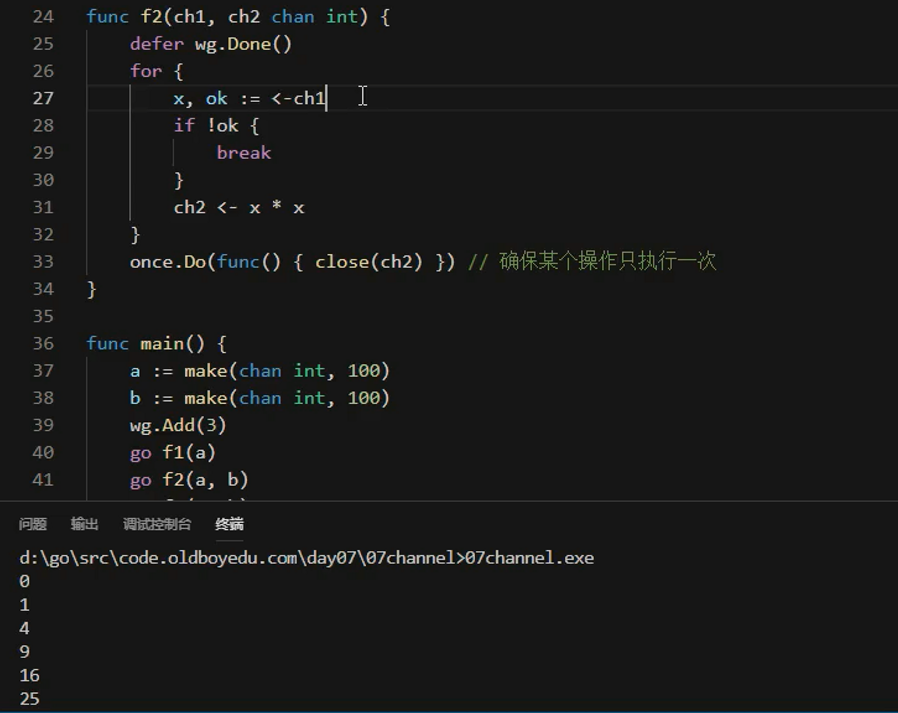 24 func f2(ch1, ch2 chan int) {
25 defer wg.Done()
26 for {
27 x, ok := <-ch1
28 if !ok {
29 break
30 }
31 ch2 <- x * x
32 }
33 once.Do(func() { close(ch2) }) // 确保某个操作只执行一次
34 }
35
36 func main() {
37 a := make(chan int, 100)
38 b := make(chan int, 100)
39 wg.Add(3)
40 go f1(a)
41 go f2(a, b)
问题 输出 调试控制台 终端
d:\go\src\code.oldboyedu.com\day07\07channel>07channel.exe
0
1
4
9
16
25